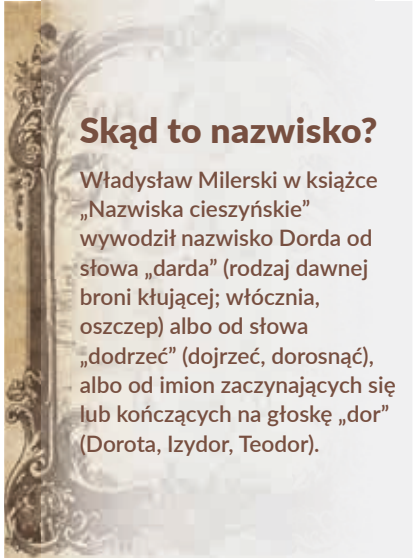 Skąd to nazwisko?
Władysław Milerski w książce
„Nazwiska cieszyńskie”
wywodził nazwisko Dorda od
słowa „darda” (rodzaj dawnej
broni kłującej; włócznia,
oszczep) albo od słowa
„dodrzeć” (dojrzeć, dorosnąć),
albo od imion zaczynających się
lub kończących na głoskę „dor”
(Dorota, Izydor, Teodor).